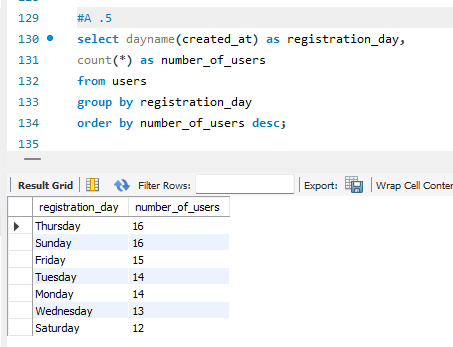 129 #A .5
130 select dayname(created_at) as registration_day,
131 count(*) as number_of_users
132 from users
133 group by registration_day
134 order by number_of_users desc;
135
Result Grid Filter Rows: Export: Wrap Cell Conten
registration_day number_of_users
Thursday 16
Sunday 16
Friday 15
Tuesday 14
Monday 14
Wednesday 13
Saturday 12